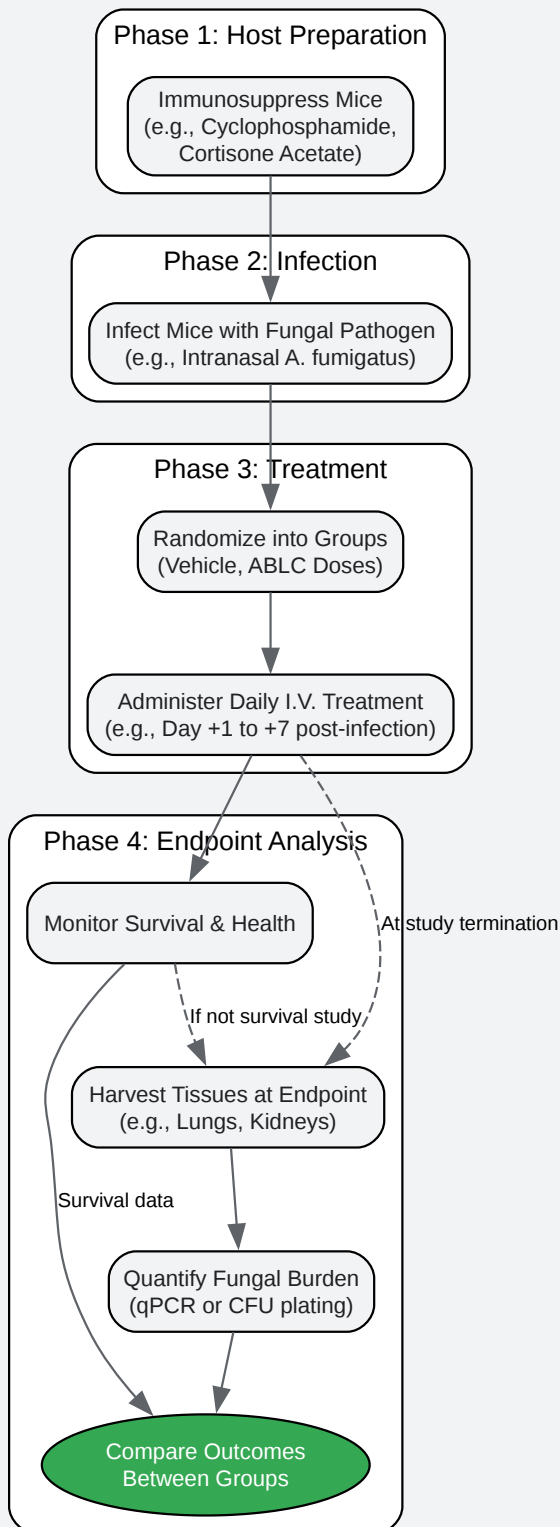 Phase 1: Host Preparation
Immunosuppress Mice
(e.g., Cyclophosphamide,
Cortisone Acetate)
Phase 2: Infection
Infect Mice with Fungal Pathogen
(e.g., Intranasal A. fumigatus)
Phase 3: Treatment
Randomize into Groups
(Vehicle, ABLC Doses)
Administer Daily I.V. Treatment
(e.g., Day +1 to +7 post-infection)
Phase 4: Endpoint Analysis
Monitor Survival & Health
At study termination
If not survival study
Harvest Tissues at Endpoint
(e.g., Lungs, Kidneys)
Survival data
Quantify Fungal Burden
(qPCR or CFU plating)
Compare Outcomes
Between Groups